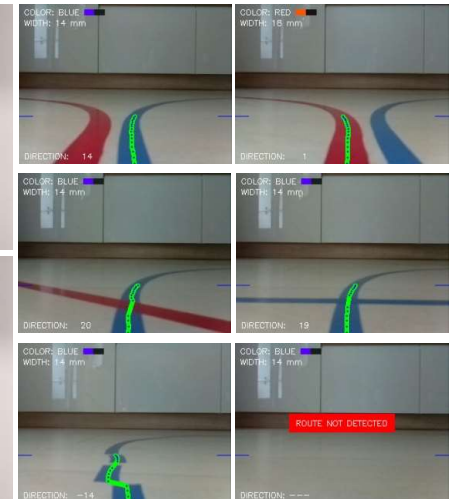 COLOR: BLUE
WIDTH: 14 mm
DIRECTION: 14
COLOR: RED
WIDTH: 16 mm
DIRECTION: 1
COLOR: BLUE
WIDTH: 14 mm
DIRECTION: 20
COLOR: BLUE
WIDTH: 14 mm
DIRECTION: 19
COLOR: BLUE
WIDTH: 14 mm
DIRECTION: -14
COLOR: BLUE
WIDTH: 14 mm
ROUTE NOT DETECTED
DIRECTION: ---